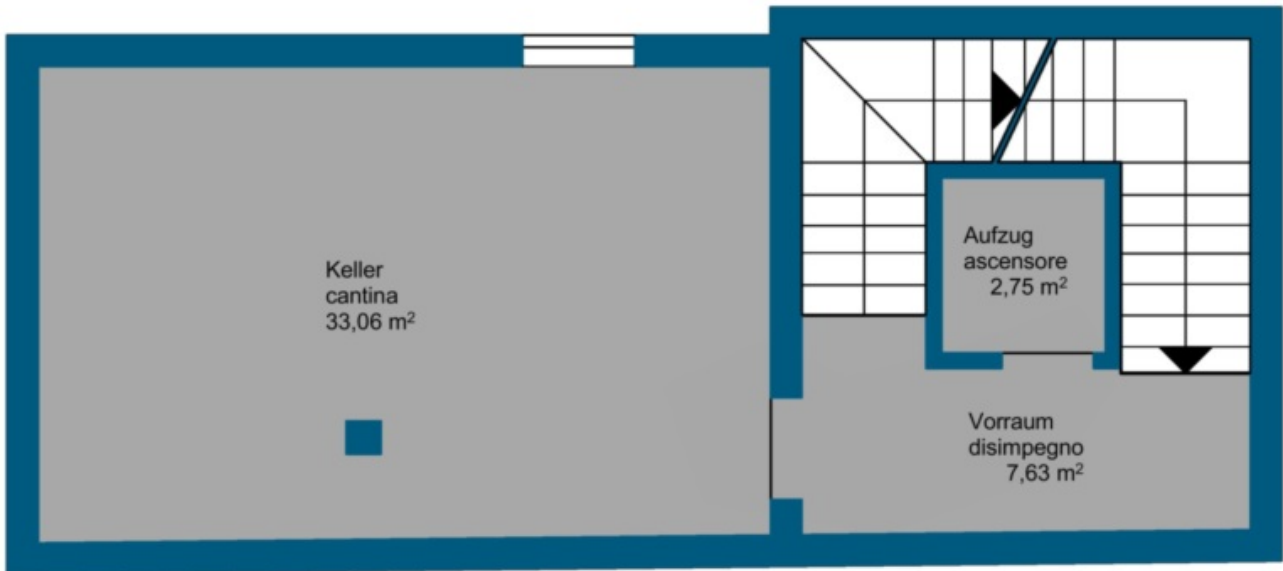 Keller
cantina
33,06 m²
Aufzug
ascensore
2,75 m²
Vorraum
disimpegno
7,63 m²